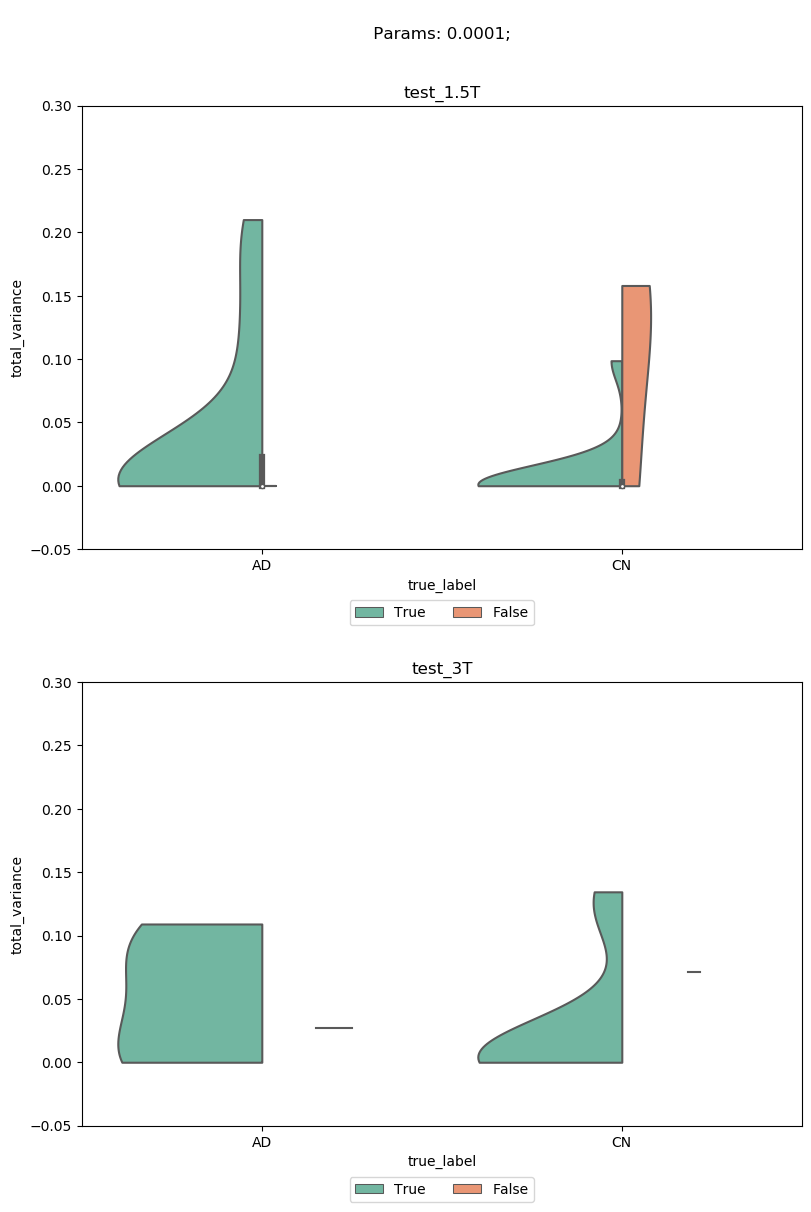 Params: 0.0001;
test_1.5T
0.30
0.25
0.20
0.15
0.10
0.05
0.00
−0.05
total_variance
AD CN
true_label
True False
test_3T
0.30
0.25
0.20
0.15
0.10
0.05
0.00
−0.05
total_variance
AD CN
true_label
True False